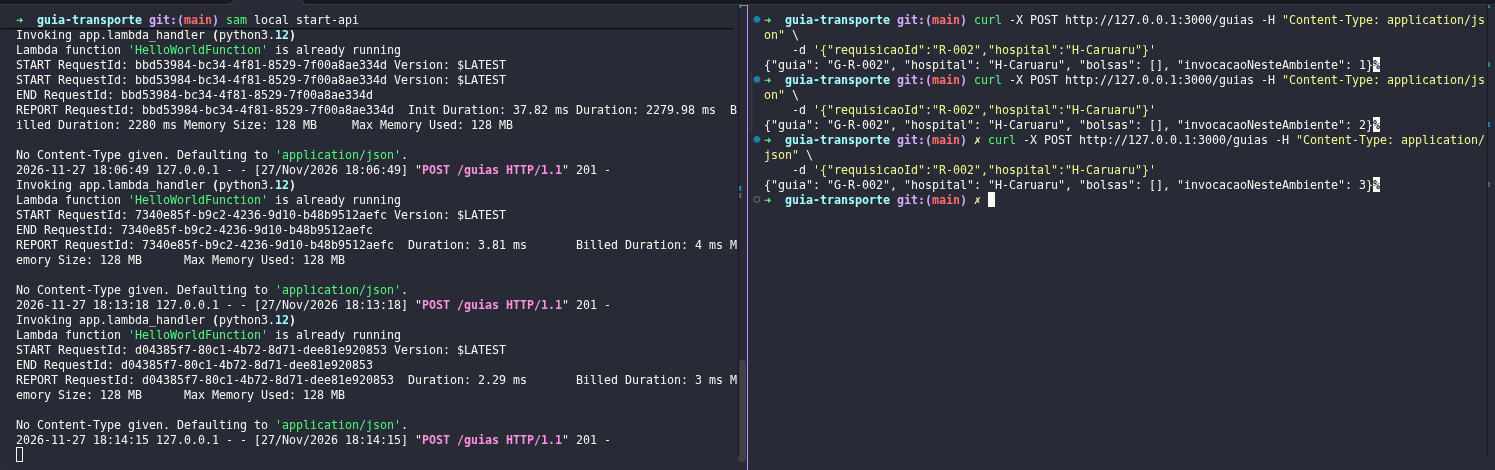 ➜  guia-transporte git:(main) sam local start-api
Invoking app.lambda_handler (python3.12)
Lambda function 'HelloWorldFunction' is already running
START RequestId: bbd53984-bc34-4f81-8529-7f00a8ae334d Version: $LATEST
START RequestId: bbd53984-bc34-4f81-8529-7f00a8ae334d Version: $LATEST
END RequestId: bbd53984-bc34-4f81-8529-7f00a8ae334d
REPORT RequestId: bbd53984-bc34-4f81-8529-7f00a8ae334d  Init Duration: 37.82 ms Duration: 2279.98 ms  B
illed Duration: 2280 ms Memory Size: 128 MB     Max Memory Used: 128 MB
No Content-Type given. Defaulting to 'application/json'.
2026-11-27 18:06:49 127.0.0.1 - - [27/Nov/2026 18:06:49] "POST /guias HTTP/1.1" 201 -
Invoking app.lambda_handler (python3.12)
Lambda function 'HelloWorldFunction' is already running
START RequestId: 7340e85f-b9c2-4236-9d10-b48b9512aefc Version: $LATEST
END RequestId: 7340e85f-b9c2-4236-9d10-b48b9512aefc
REPORT RequestId: 7340e85f-b9c2-4236-9d10-b48b9512aefc  Duration: 3.81 ms       Billed Duration: 4 ms M
emory Size: 128 MB      Max Memory Used: 128 MB
No Content-Type given. Defaulting to 'application/json'.
2026-11-27 18:13:18 127.0.0.1 - - [27/Nov/2026 18:13:18] "POST /guias HTTP/1.1" 201 -
Invoking app.lambda_handler (python3.12)
Lambda function 'HelloWorldFunction' is already running
START RequestId: d04385f7-80c1-4b72-8d71-dee81e920853 Version: $LATEST
END RequestId: d04385f7-80c1-4b72-8d71-dee81e920853
REPORT RequestId: d04385f7-80c1-4b72-8d71-dee81e920853  Duration: 2.29 ms       Billed Duration: 3 ms M
emory Size: 128 MB      Max Memory Used: 128 MB
No Content-Type given. Defaulting to 'application/json'.
2026-11-27 18:14:15 127.0.0.1 - - [27/Nov/2026 18:14:15] "POST /guias HTTP/1.1" 201 -
➜  guia-transporte git:(main) curl -X POST http://127.0.0.1:3000/guias -H "Content-Type: application/js
on" \
    -d '{"requisicaoId":"R-002","hospital":"H-Caruaru"}'
{"guia": "G-R-002", "hospital": "H-Caruaru", "bolsas": [], "invocacaoNesteAmbiente": 1}%
➜  guia-transporte git:(main) curl -X POST http://127.0.0.1:3000/guias -H "Content-Type: application/js
on" \
    -d '{"requisicaoId":"R-002","hospital":"H-Caruaru"}'
{"guia": "G-R-002", "hospital": "H-Caruaru", "bolsas": [], "invocacaoNesteAmbiente": 2}%
➜  guia-transporte git:(main) ✗ curl -X POST http://127.0.0.1:3000/guias -H "Content-Type: application/
json" \
    -d '{"requisicaoId":"R-002","hospital":"H-Caruaru"}'
{"guia": "G-R-002", "hospital": "H-Caruaru", "bolsas": [], "invocacaoNesteAmbiente": 3}%
➜  guia-transporte git:(main) ✗